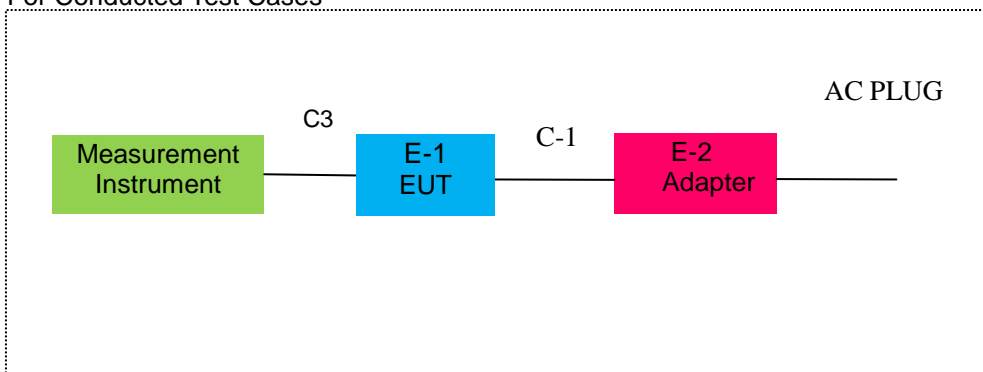 For Conducted Test Cases
AC PLUG
C3
C-1
Measurement
Instrument
E-1
EUT
E-2
Adapter